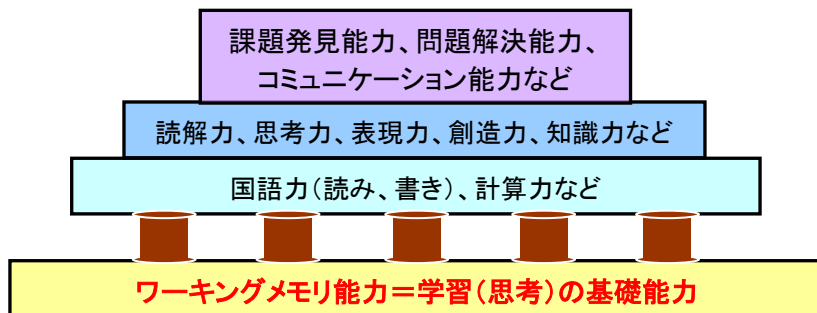 課題発見能力、問題解決能力、
コミュニケーション能力など
読解力、思考力、表現力、創造力、知識力など
国語力(読み、書き)、計算力など
ワーキングメモリ能力＝学習(思考)の基礎能力